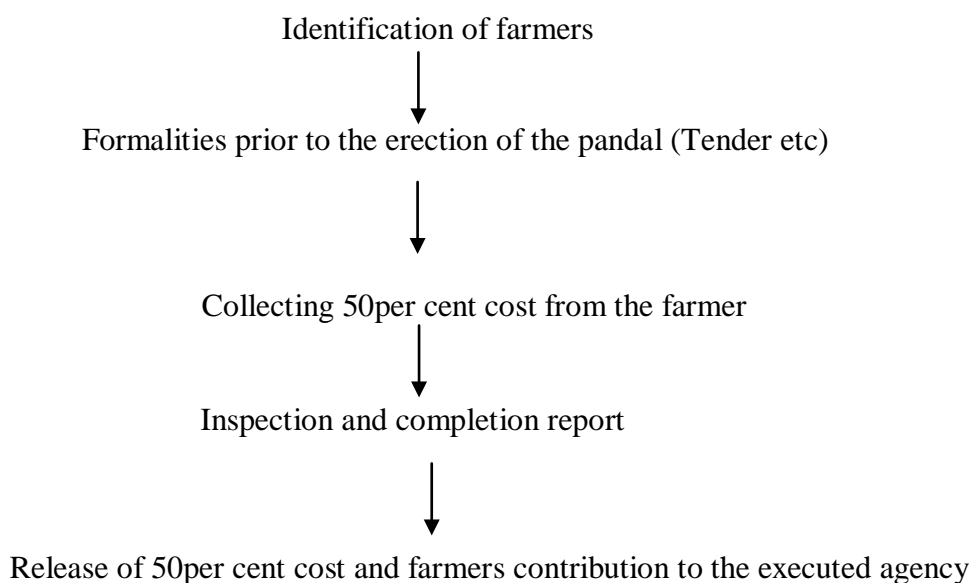 Identification of farmers
Formalities prior to the erection of the pandal (Tender etc)
Collecting 50per cent cost from the farmer
Inspection and completion report
Release of 50per cent cost and farmers contribution to the executed agency